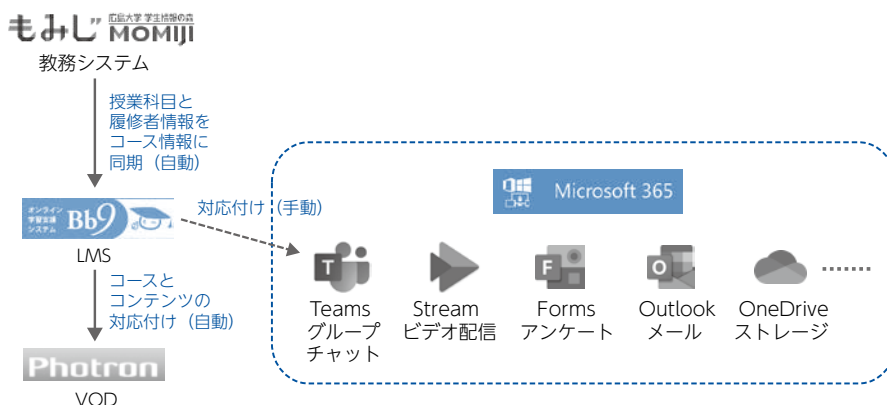 もみじ 広島大学 学生情報の森
MOMIJI
教務システム
授業科目と
履修者情報を
コース情報に
同期（自動）
オンライン
学習支援
システム
Bb9
LMS
対応付け（手動）
コースと
コンテンツの
対応付け（自動）
Photron
VOD
Microsoft 365
T
F
O
Teams
グループ
チャット
Stream
ビデオ配信
Forms
アンケート
Outlook
メール
OneDrive
ストレージ